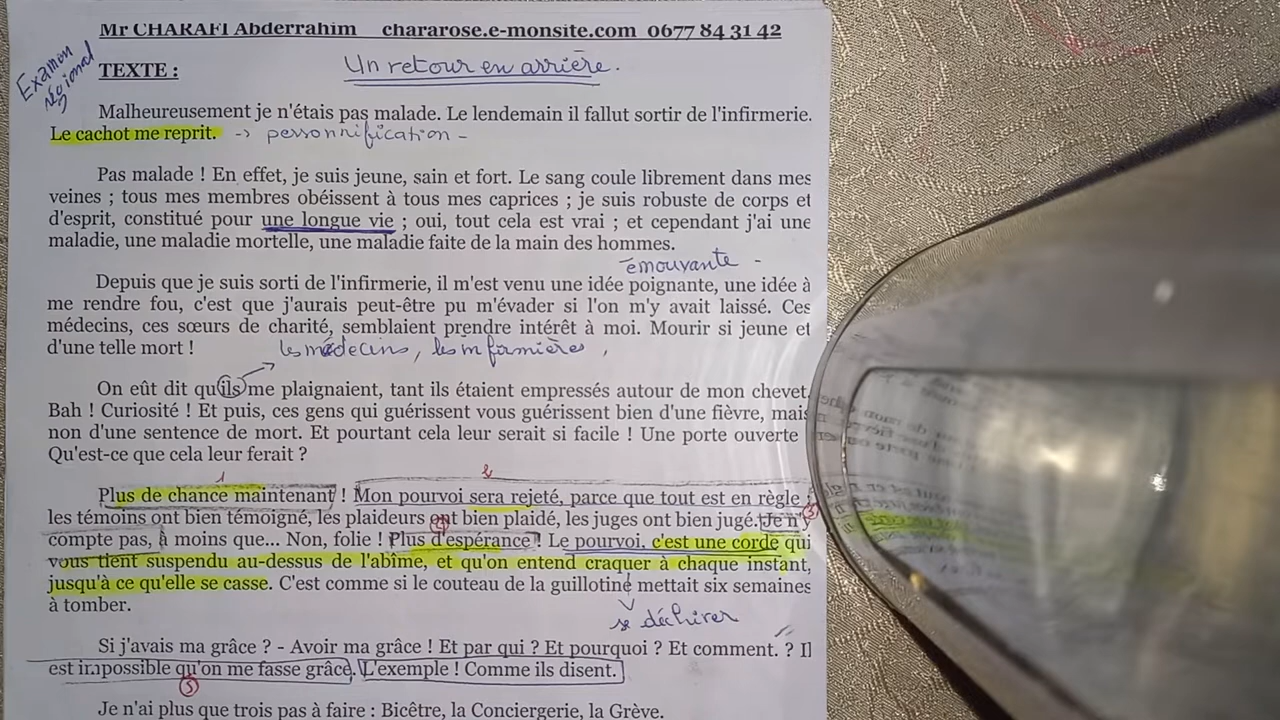 Mr CHARAFI Abderrahim chararose.e-monsite.com 0677 84 31 42
Examen
régional
TEXTE :
Un retour en arrière.
Malheureusement je n'étais pas malade. Le lendemain il fallut sortir de l'infirmerie.
Le cachot me reprit. -> personnification -
Pas malade ! En effet, je suis jeune, sain et fort. Le sang coule librement dans mes
veines ; tous mes membres obéissent à tous mes caprices ; je suis robuste de corps et
d'esprit, constitué pour une longue vie ; oui, tout cela est vrai ; et cependant j'ai une
maladie, une maladie mortelle, une maladie faite de la main des hommes.
émouvante -
Depuis que je suis sorti de l'infirmerie, il m'est venu une idée poignante, une idée à
me rendre fou, c'est que j'aurais peut-être pu m'évader si l'on m'y avait laissé. Ces
médecins, ces sœurs de charité, semblaient prendre intérêt à moi. Mourir si jeune et
d'une telle mort !
les médecins, les infirmières,
On eût dit qu'ils me plaignaient, tant ils étaient empressés autour de mon chevet.
Bah ! Curiosité ! Et puis, ces gens qui guérissent vous guérissent bien d'une fièvre, mais
non d'une sentence de mort. Et pourtant cela leur serait si facile ! Une porte ouverte
Qu'est-ce que cela leur ferait ?
1 2
Plus de chance maintenant ! Mon pourvoi sera rejeté, parce que tout est en règle ;
3
les témoins ont bien témoigné, les plaideurs ont bien plaidé, les juges ont bien jugé. Je n'y
compte pas, à moins que... Non, folie ! Plus d'espérance ! Le pourvoi, c'est une corde qui
vous tient suspendu au-dessus de l'abîme, et qu'on entend craquer à chaque instant,
jusqu'à ce qu'elle se casse. C'est comme si le couteau de la guillotine mettait six semaines
à tomber.
se déchirer
Si j'avais ma grâce ? - Avoir ma grâce ! Et par qui ? Et pourquoi ? Et comment. ? Il
est impossible qu'on me fasse grâce. L'exemple ! Comme ils disent.
5
Je n'ai plus que trois pas à faire : Bicêtre, la Conciergerie, la Grève.